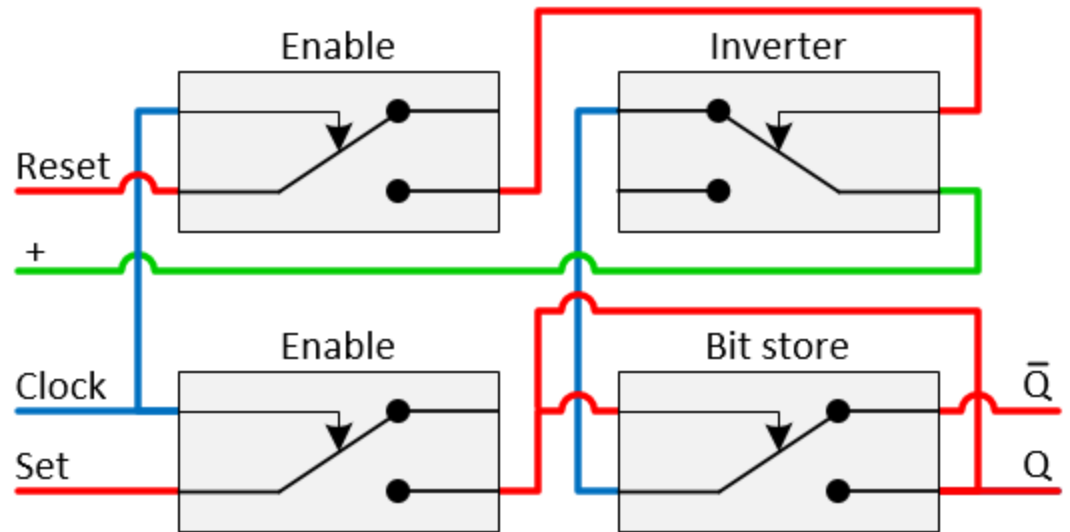 Enable
Inverter
Reset
+
Enable
Bit store
Clock
Q̅
Set
Q